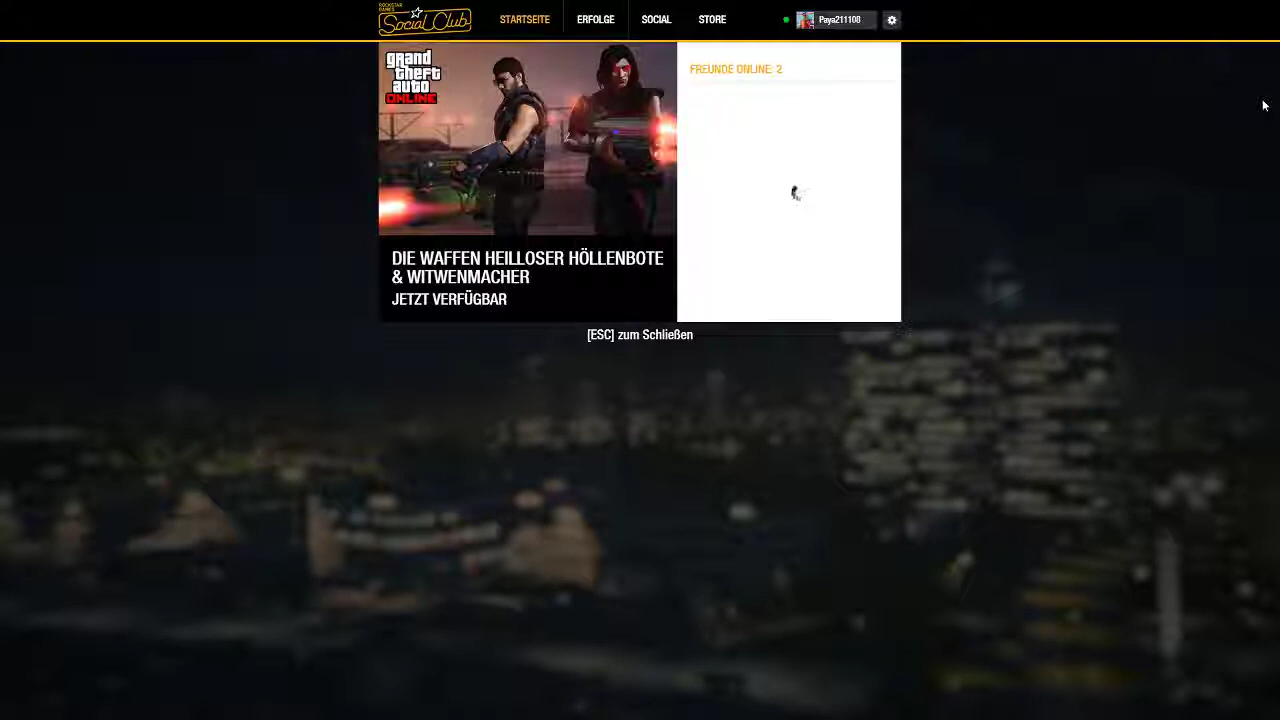 ROCKSTAR
GAMES
Social Club
STARTSEITE
ERFOLGE
SOCIAL
STORE
Paya211108
grand
theft
auto
ONLINE
FREUNDE ONLINE: 2
DIE WAFFEN HEILLOSER HÖLLENBOTE
& WITWENMACHER
JETZT VERFÜGBAR
[ESC] zum Schließen